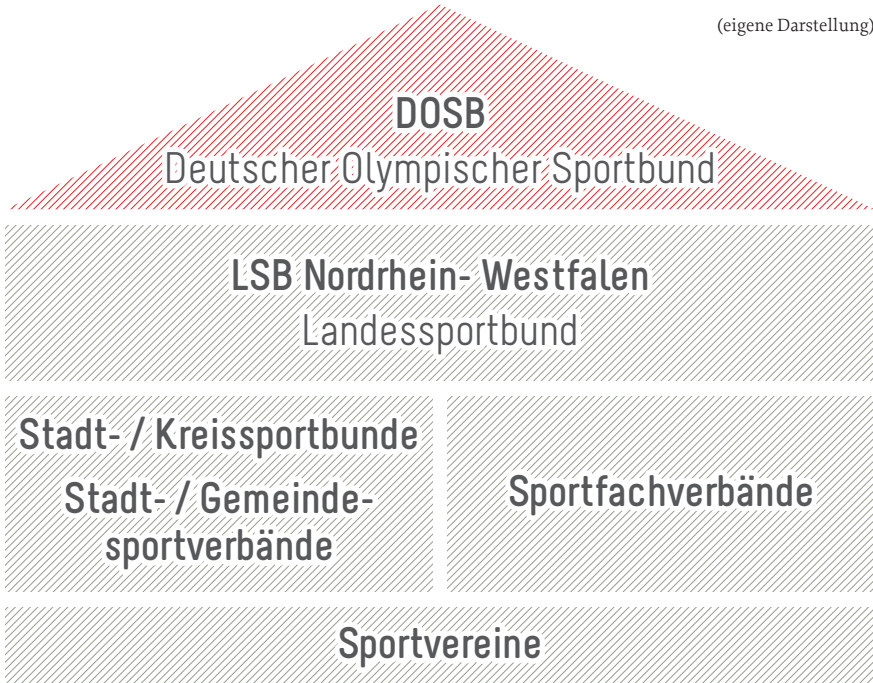 (eigene Darstellung)
DOSB
Deutscher Olympischer Sportbund
LSB Nordrhein- Westfalen
Landessportbund
Stadt- / Kreissportbunde
Stadt- / Gemeinde-
sportverbände
Sportfachverbände
Sportvereine